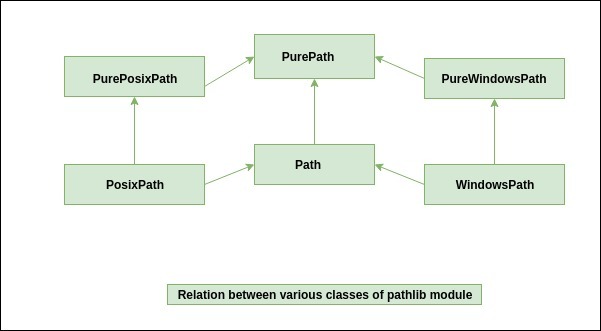 PurePath
PurePosixPath
PureWindowsPath
Path
PosixPath
WindowsPath
Relation between various classes of pathlib module